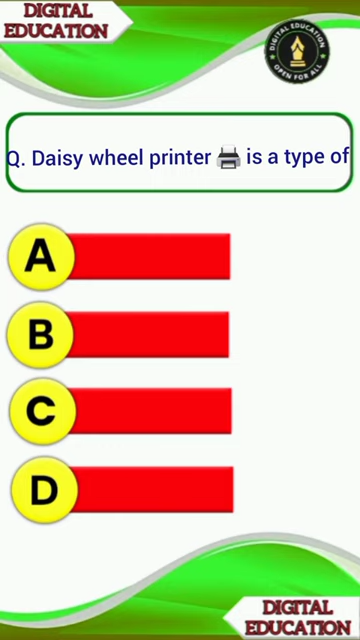 DIGITAL
EDUCATION
DIGITAL EDUCATION
OPEN FOR ALL
Q. Daisy wheel printer 🖨 is a type of
A
B
C
D
DIGITAL
EDUCATION